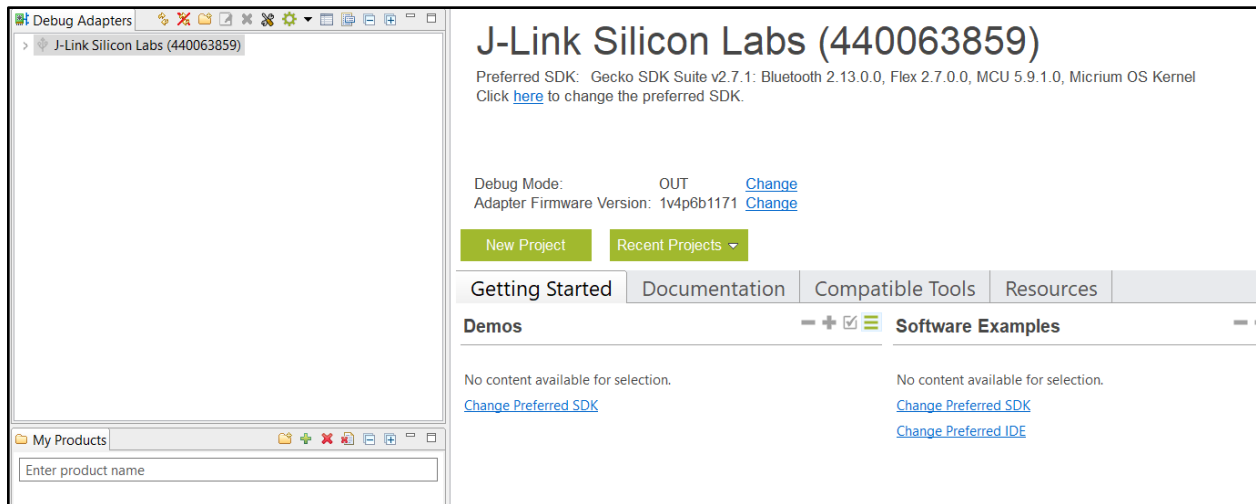 Debug Adapters
J-Link Silicon Labs (440063859)
J-Link Silicon Labs (440063859)
Preferred SDK: Gecko SDK Suite v2.7.1: Bluetooth 2.13.0.0, Flex 2.7.0.0, MCU 5.9.1.0, Micrium OS Kernel
Click here to change the preferred SDK.
Debug Mode: OUT Change
Adapter Firmware Version: 1v4p6b1171 Change
New Project Recent Projects
Getting Started Documentation Compatible Tools Resources
Demos Software Examples
No content available for selection. No content available for selection.
Change Preferred SDK Change Preferred SDK
Change Preferred IDE
My Products
Enter product name